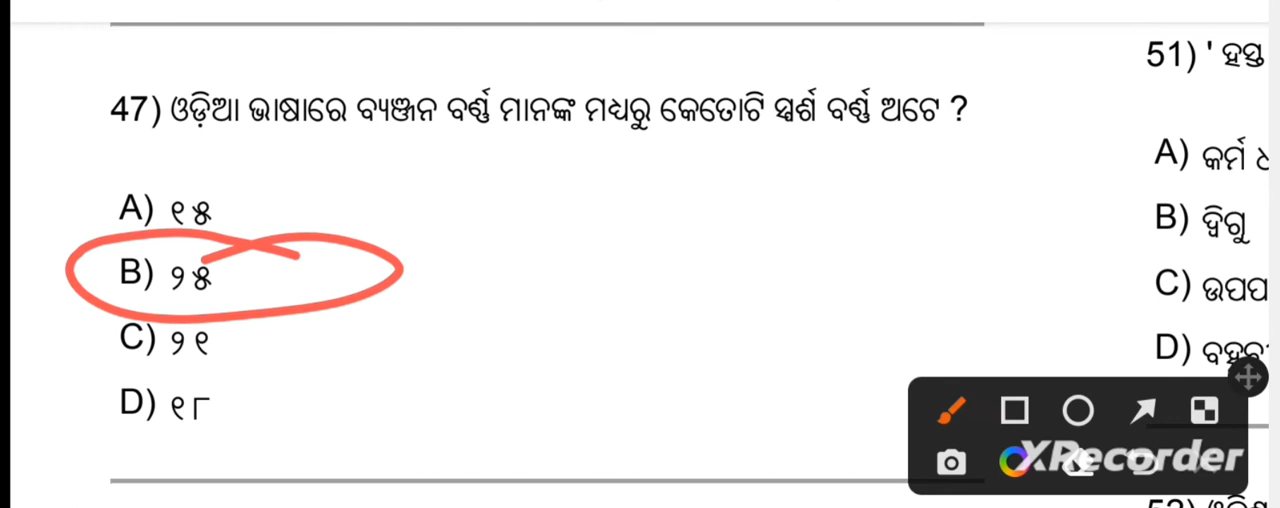 47) ଓଡ଼ିଆ ଭାଷାରେ ବ୍ୟଞ୍ଜନ ବର୍ଣ୍ଣ ମାନଙ୍କ ମଧ୍ୟରୁ କେତୋଟି ସ୍ପର୍ଶ ବର୍ଣ୍ଣ ଅଟେ ?
A) ୧୫
B) ୨୫
C) ୨୧
D) ୧୮
51) ' ହସ୍ତ
A) କର୍ମ
B) ଦ୍ଵିଗୁ
C) ଉପପ
D)
XRecorder